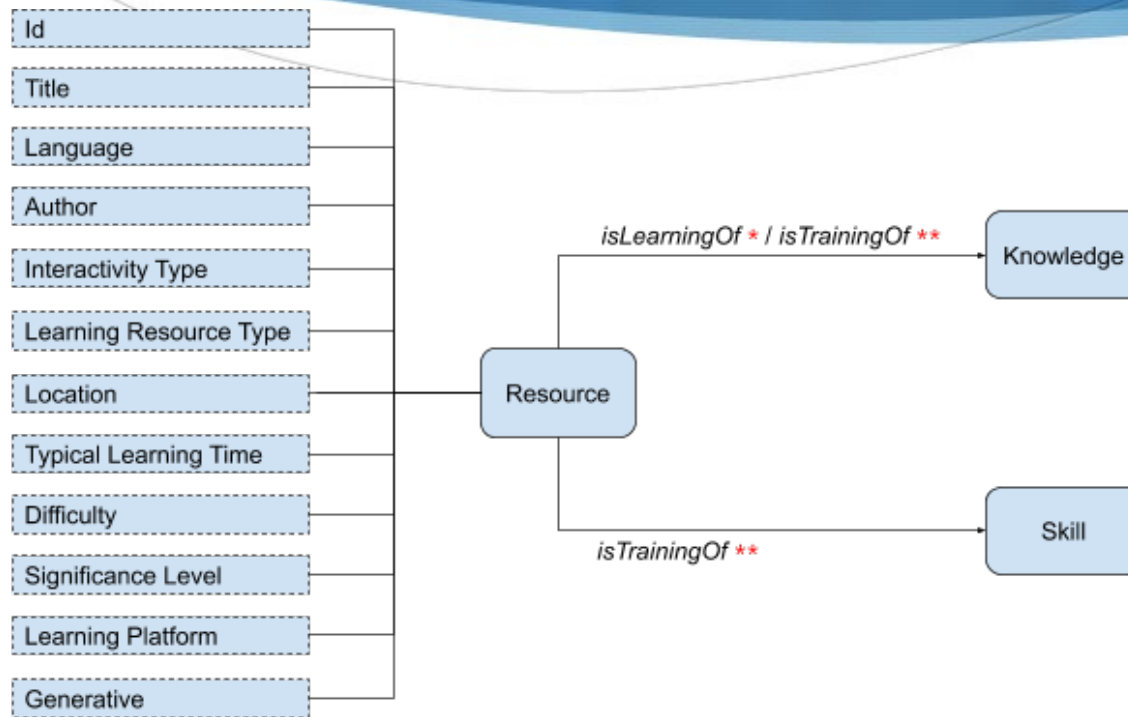 Id
Title
Language
Author
Interactivity Type
Learning Resource Type
Location
Typical Learning Time
Difficulty
Significance Level
Learning Platform
Generative
Resource
isLearningOf * / isTrainingOf **
Knowledge
isTrainingOf **
Skill